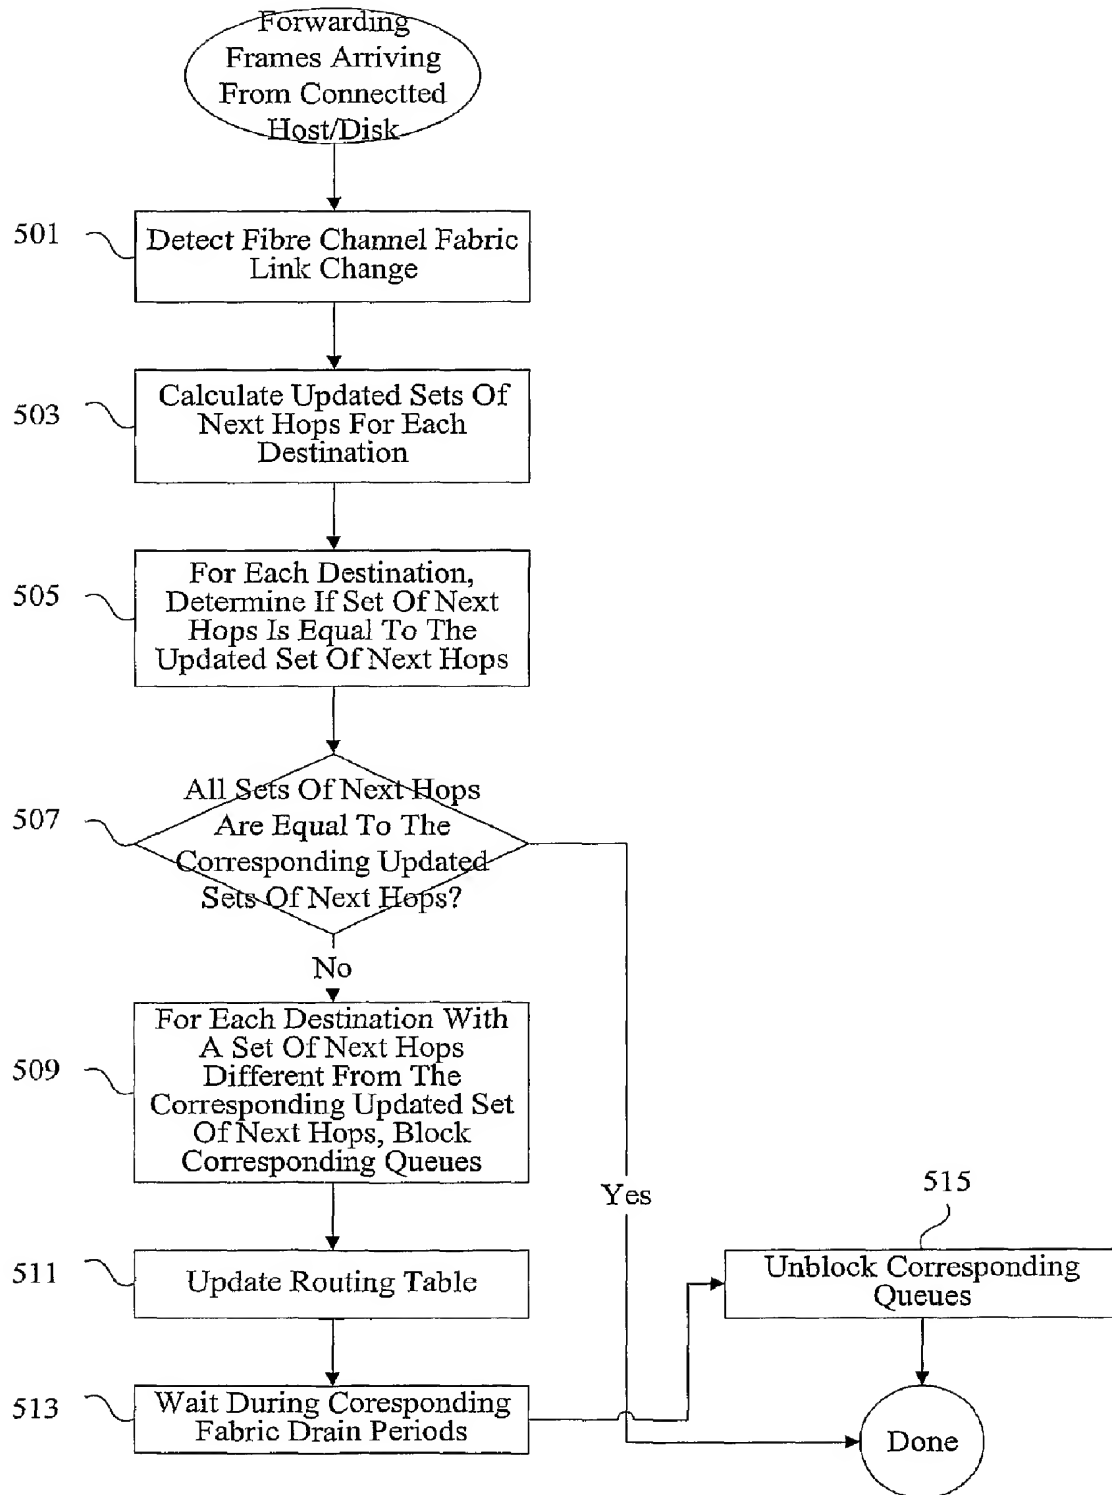 Forwarding
Frames Arriving
From Connectted
Host/Disk
501
Detect Fibre Channel Fabric
Link Change
503
Calculate Updated Sets Of
Next Hops For Each
Destination
505
For Each Destination,
Determine If Set Of Next
Hops Is Equal To The
Updated Set Of Next Hops
507
All Sets Of Next Hops
Are Equal To The
Corresponding Updated
Sets Of Next Hops?
No
509
For Each Destination With
A Set Of Next Hops
Different From The
Corresponding Updated Set
Of Next Hops, Block
Corresponding Queues
Yes
511
Update Routing Table
513
Wait During Coresponding
Fabric Drain Periods
515
Unblock Corresponding
Queues
Done